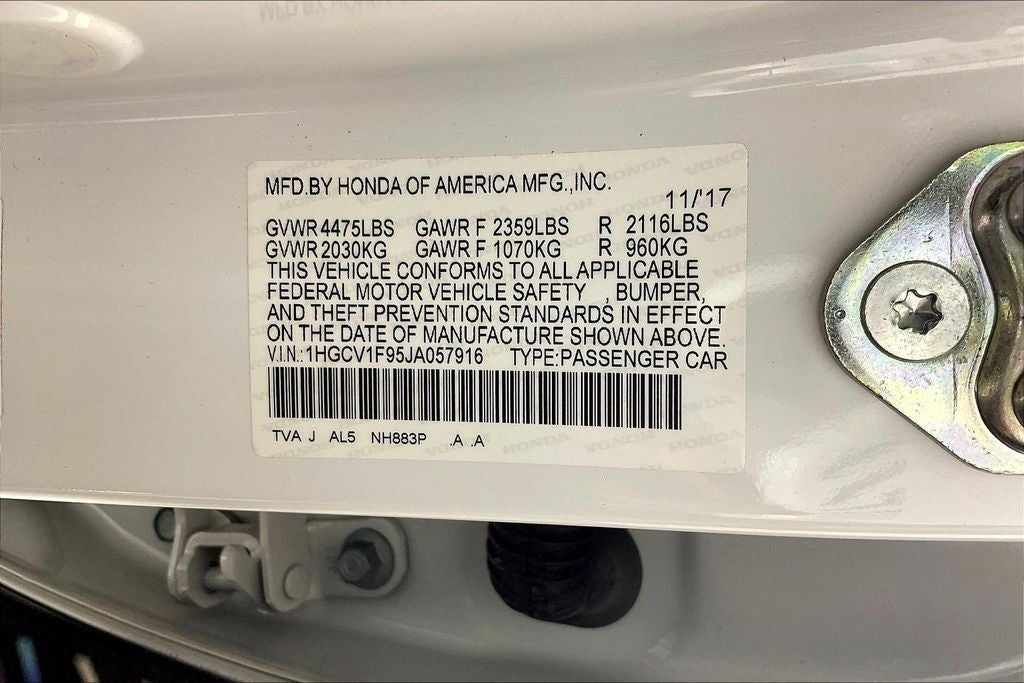 MFD.BY HONDA OF AMERICA MFG.,INC.
11/'17
GVWR 4475LBS GAWR F 2359LBS R 2116LBS
GVWR 2030KG GAWR F 1070KG R 960KG
THIS VEHICLE CONFORMS TO ALL APPLICABLE
FEDERAL MOTOR VEHICLE SAFETY , BUMPER,
AND THEFT PREVENTION STANDARDS IN EFFECT
ON THE DATE OF MANUFACTURE SHOWN ABOVE.
V.I.N.:1HGCV1F95JA057916 TYPE:PASSENGER CAR
TVA J AL5 NH883P .A .A